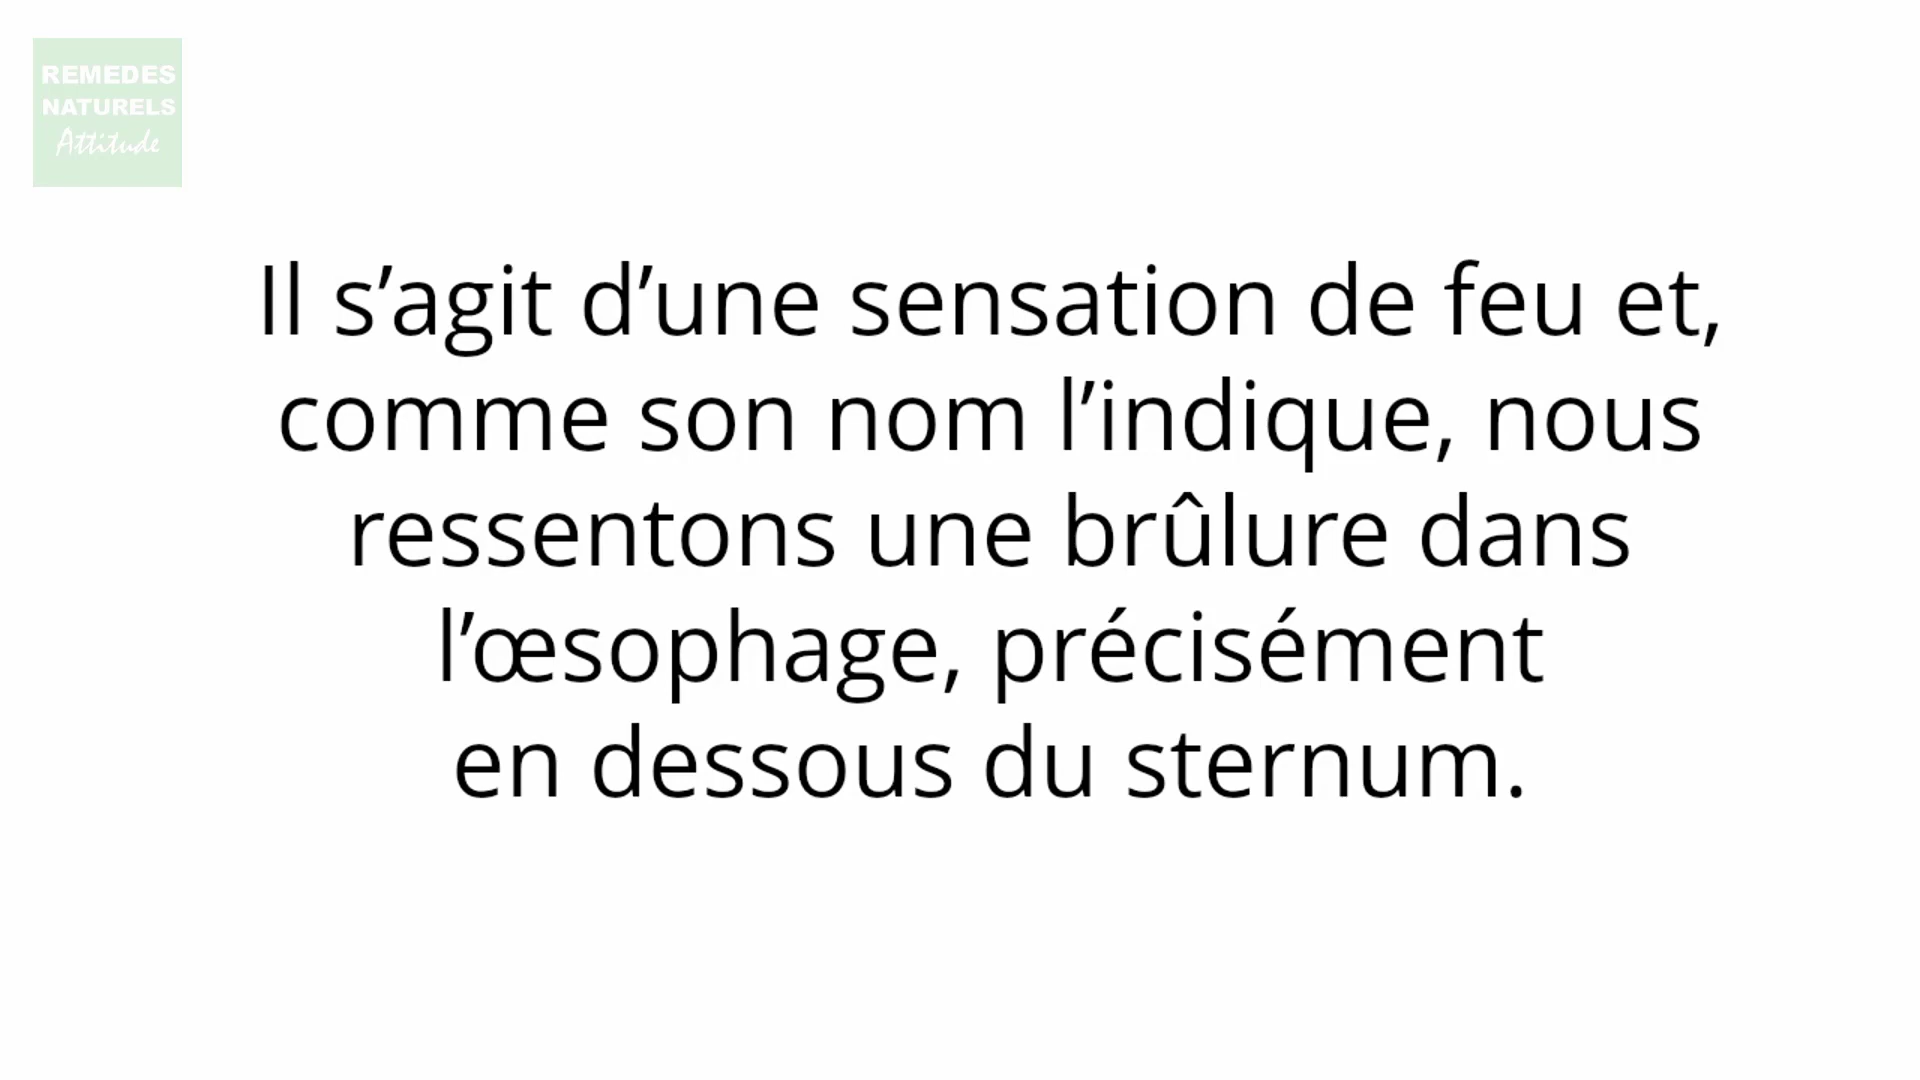 REMEDES
NATURELS
Attitude
Il s’agit d’une sensation de feu et,
comme son nom l’indique, nous
ressentons une brûlure dans
l’œsophage, précisément
en dessous du sternum.